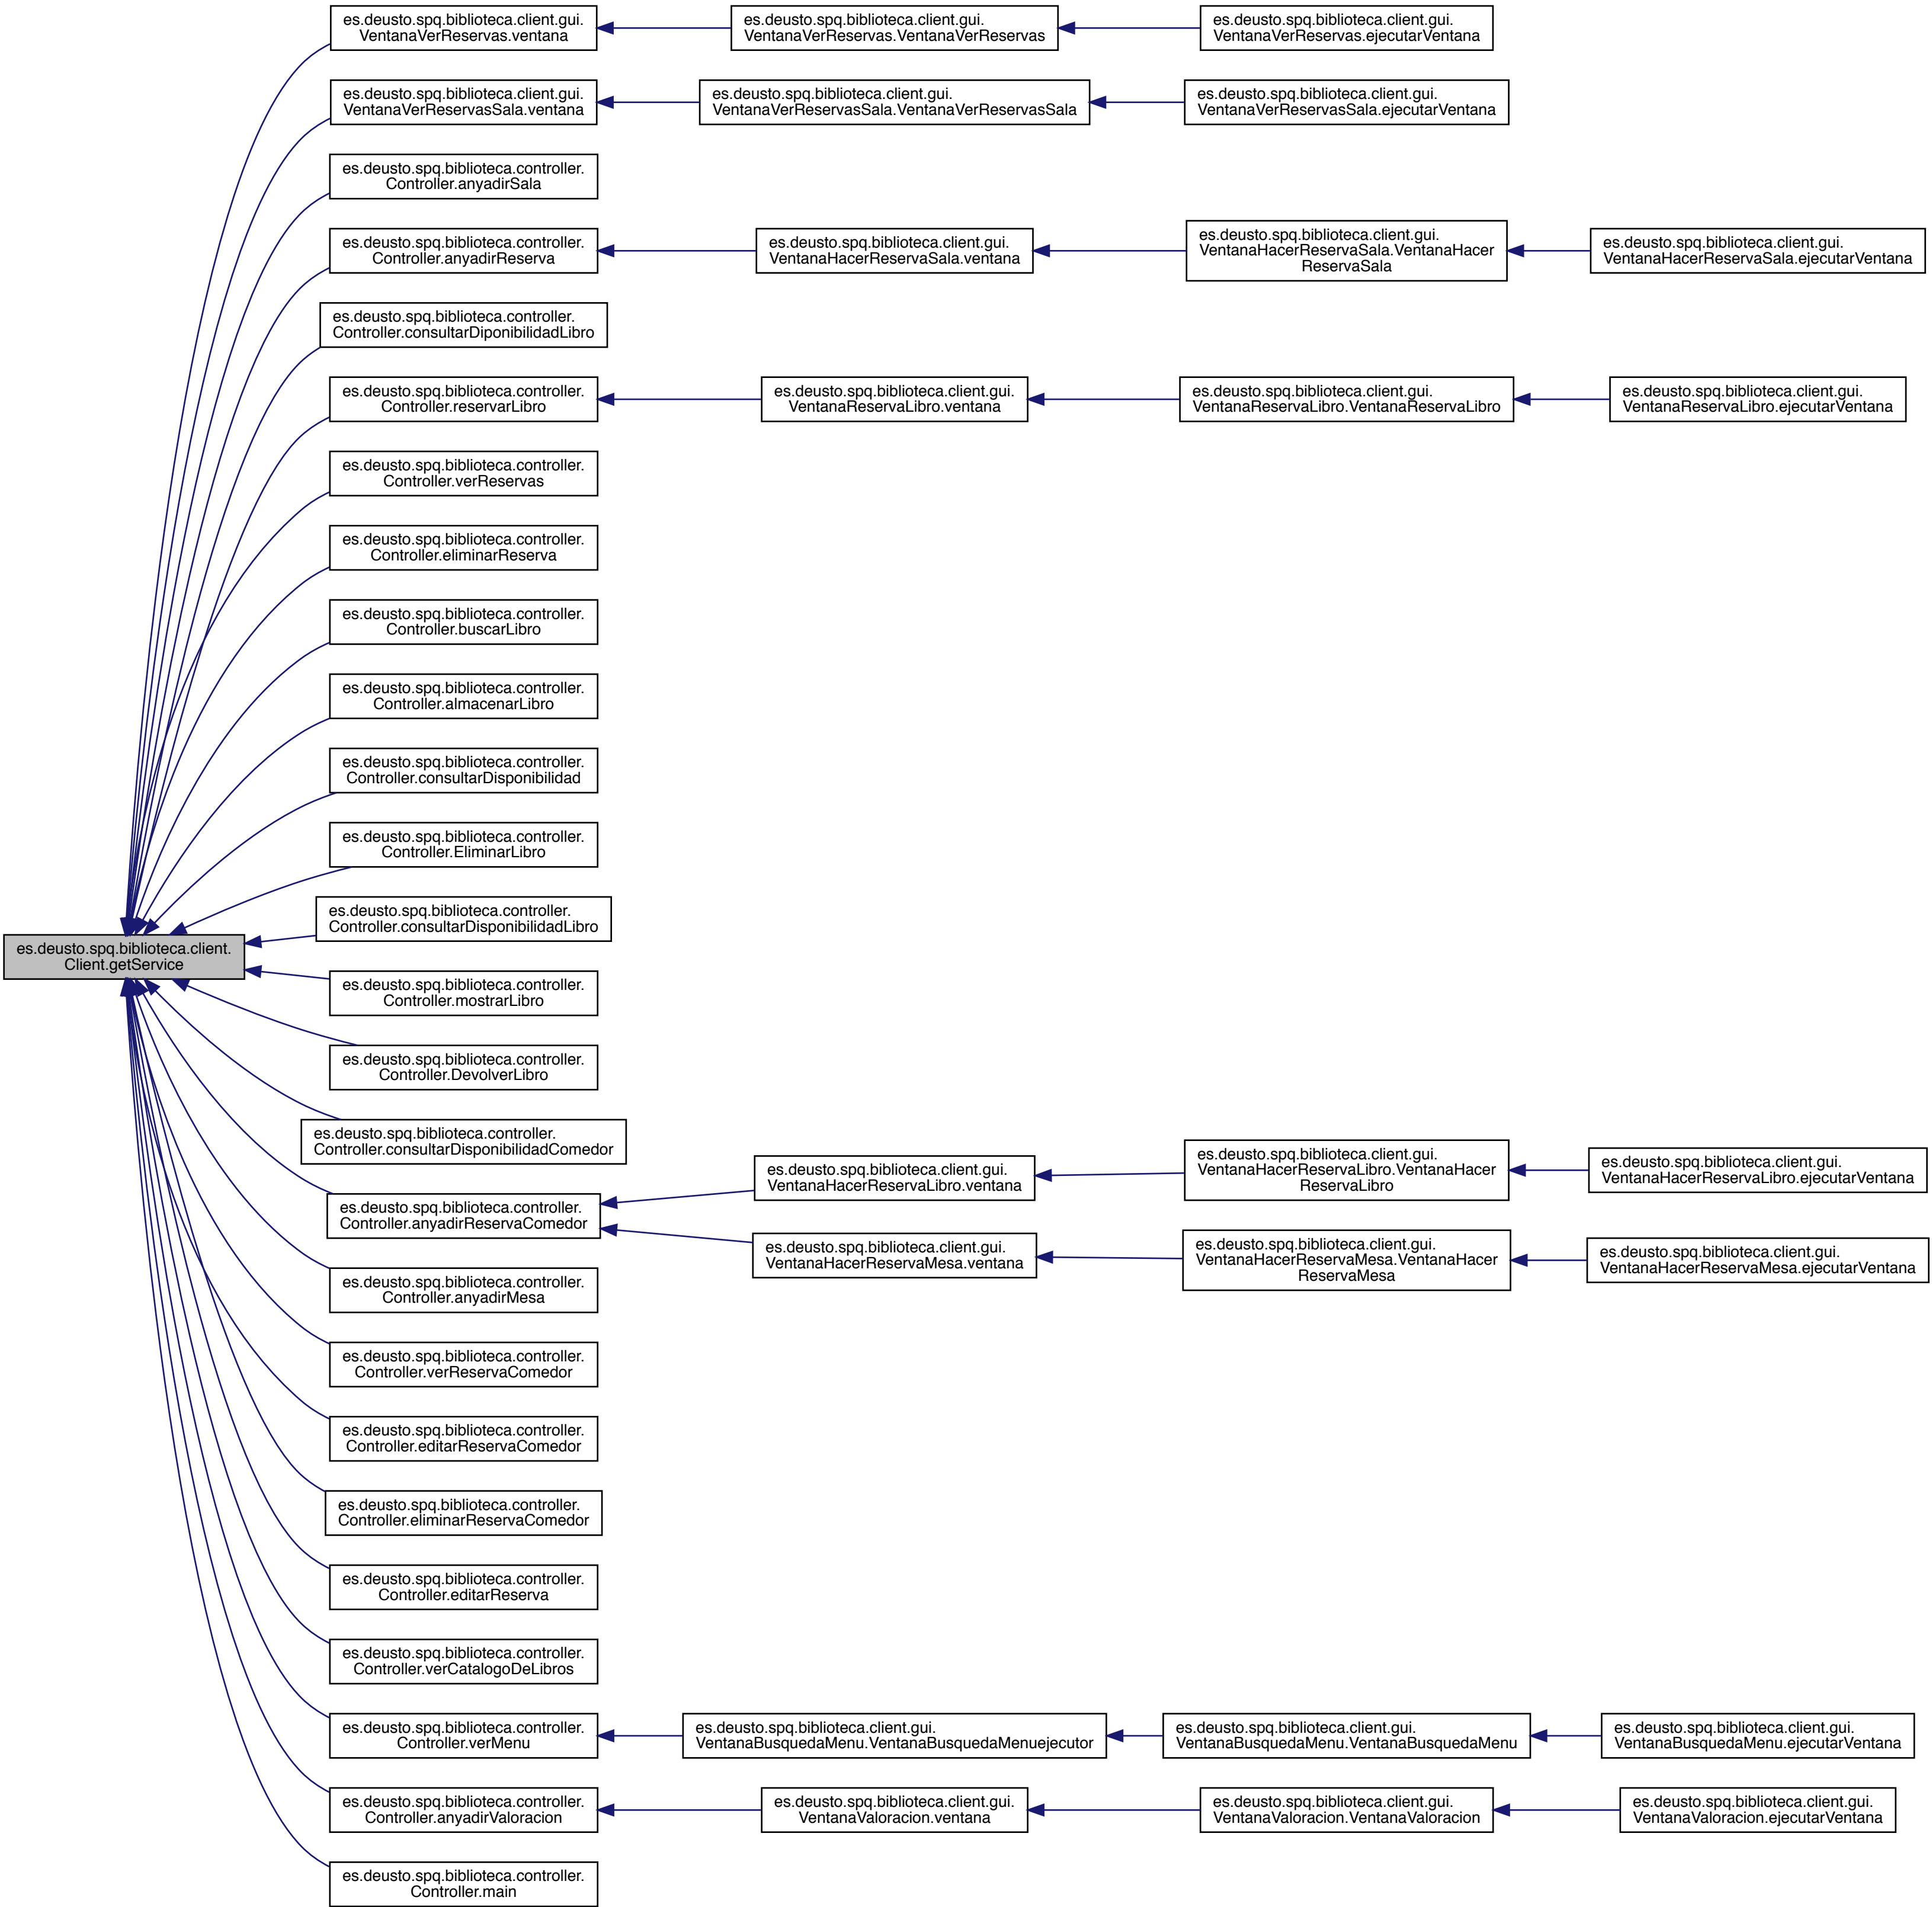 es.deusto.spq.biblioteca.client.gui.
VentanaVerReservas.ventana
es.deusto.spq.biblioteca.client.gui.
VentanaVerReservas.VentanaVerReservas
es.deusto.spq.biblioteca.client.gui.
VentanaVerReservas.ejecutarVentana
es.deusto.spq.biblioteca.client.gui.
VentanaVerReservasSala.ventana
es.deusto.spq.biblioteca.client.gui.
VentanaVerReservasSala.VentanaVerReservasSala
es.deusto.spq.biblioteca.client.gui.
VentanaVerReservasSala.ejecutarVentana
es.deusto.spq.biblioteca.controller.
Controller.anyadirSala
es.deusto.spq.biblioteca.controller.
Controller.anyadirReserva
es.deusto.spq.biblioteca.client.gui.
VentanaHacerReservaSala.ventana
es.deusto.spq.biblioteca.client.gui.
VentanaHacerReservaSala.VentanaHacer
ReservaSala
es.deusto.spq.biblioteca.client.gui.
VentanaHacerReservaSala.ejecutarVentana
es.deusto.spq.biblioteca.controller.
Controller.consultarDiponibilidadLibro
es.deusto.spq.biblioteca.controller.
Controller.reservarLibro
es.deusto.spq.biblioteca.client.gui.
VentanaReservaLibro.ventana
es.deusto.spq.biblioteca.client.gui.
VentanaReservaLibro.VentanaReservaLibro
es.deusto.spq.biblioteca.client.gui.
VentanaReservaLibro.ejecutarVentana
es.deusto.spq.biblioteca.controller.
Controller.verReservas
es.deusto.spq.biblioteca.controller.
Controller.eliminarReserva
es.deusto.spq.biblioteca.controller.
Controller.buscarLibro
es.deusto.spq.biblioteca.controller.
Controller.almacenarLibro
es.deusto.spq.biblioteca.controller.
Controller.consultarDisponibilidad
es.deusto.spq.biblioteca.controller.
Controller.EliminarLibro
es.deusto.spq.biblioteca.controller.
Controller.consultarDisponibilidadLibro
es.deusto.spq.biblioteca.client.
Client.getService
es.deusto.spq.biblioteca.controller.
Controller.mostrarLibro
es.deusto.spq.biblioteca.controller.
Controller.DevolverLibro
es.deusto.spq.biblioteca.controller.
Controller.consultarDisponibilidadComedor
es.deusto.spq.biblioteca.controller.
Controller.anyadirReservaComedor
es.deusto.spq.biblioteca.client.gui.
VentanaHacerReservaLibro.ventana
es.deusto.spq.biblioteca.client.gui.
VentanaHacerReservaLibro.VentanaHacer
ReservaLibro
es.deusto.spq.biblioteca.client.gui.
VentanaHacerReservaLibro.ejecutarVentana
es.deusto.spq.biblioteca.client.gui.
VentanaHacerReservaMesa.ventana
es.deusto.spq.biblioteca.client.gui.
VentanaHacerReservaMesa.VentanaHacer
ReservaMesa
es.deusto.spq.biblioteca.client.gui.
VentanaHacerReservaMesa.ejecutarVentana
es.deusto.spq.biblioteca.controller.
Controller.anyadirMesa
es.deusto.spq.biblioteca.controller.
Controller.verReservaComedor
es.deusto.spq.biblioteca.controller.
Controller.editarReservaComedor
es.deusto.spq.biblioteca.controller.
Controller.eliminarReservaComedor
es.deusto.spq.biblioteca.controller.
Controller.editarReserva
es.deusto.spq.biblioteca.controller.
Controller.verCatalogoDeLibros
es.deusto.spq.biblioteca.controller.
Controller.verMenu
es.deusto.spq.biblioteca.client.gui.
VentanaBusquedaMenu.VentanaBusquedaMenuejecutor
es.deusto.spq.biblioteca.client.gui.
VentanaBusquedaMenu.VentanaBusquedaMenu
es.deusto.spq.biblioteca.client.gui.
VentanaBusquedaMenu.ejecutarVentana
es.deusto.spq.biblioteca.controller.
Controller.anyadirValoracion
es.deusto.spq.biblioteca.client.gui.
VentanaValoracion.ventana
es.deusto.spq.biblioteca.client.gui.
VentanaValoracion.VentanaValoracion
es.deusto.spq.biblioteca.client.gui.
VentanaValoracion.ejecutarVentana
es.deusto.spq.biblioteca.controller.
Controller.main